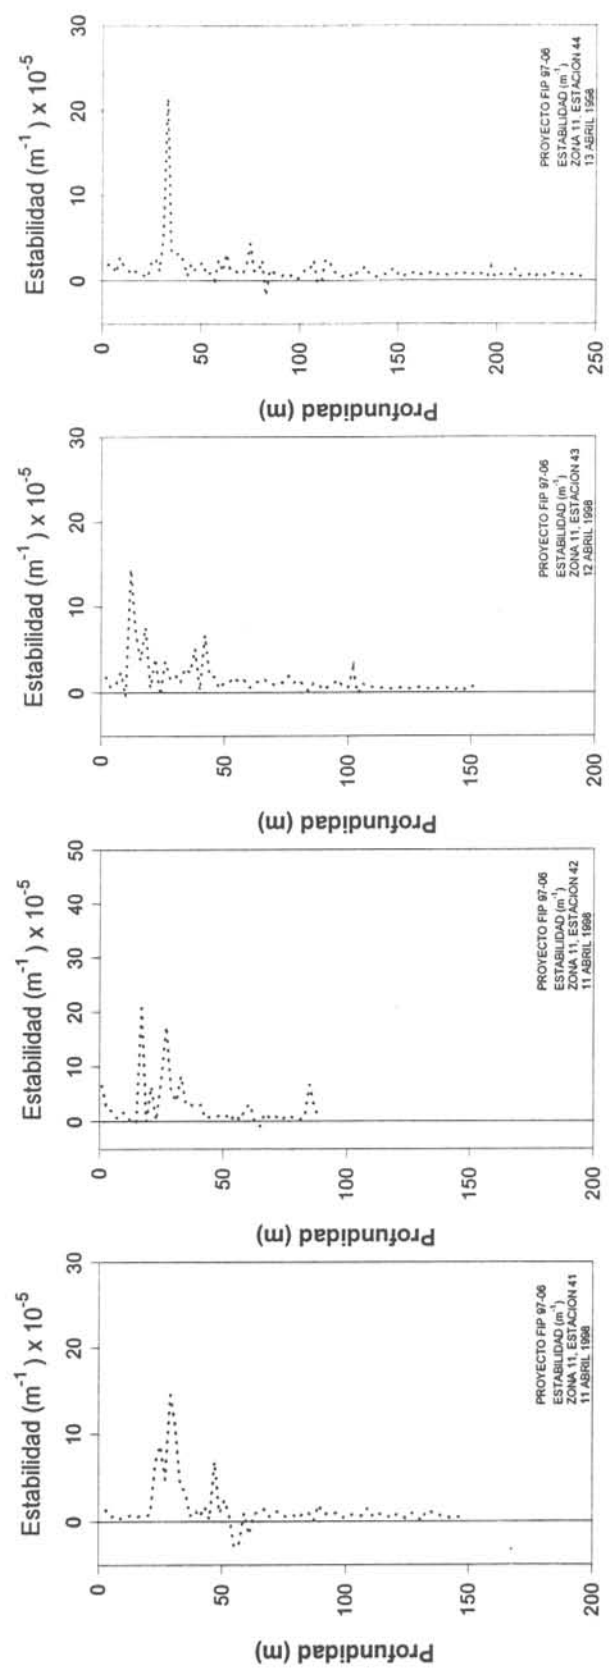 Estabilidad (m⁻¹) x 10⁻⁵
0 10 20 30
0
50
100
150
200
Profundidad (m)
PROYECTO FIP 97-06
ESTABILIDAD (m⁻¹)
ZONA 11, ESTACION 41
11 ABRIL 1998
Estabilidad (m⁻¹) x 10⁻⁵
0 10 20 30 40 50
0
50
100
150
200
Profundidad (m)
PROYECTO FIP 97-06
ESTABILIDAD (m⁻¹)
ZONA 11, ESTACION 42
11 ABRIL 1998
Estabilidad (m⁻¹) x 10⁻⁵
0 10 20 30
0
50
100
150
200
Profundidad (m)
PROYECTO FIP 97-06
ESTABILIDAD (m⁻¹)
ZONA 11, ESTACION 43
12 ABRIL 1998
Estabilidad (m⁻¹) x 10⁻⁵
0 10 20 30
0
50
100
150
200
250
Profundidad (m)
PROYECTO FIP 97-06
ESTABILIDAD (m⁻¹)
ZONA 11, ESTACION 44
13 ABRIL 1998